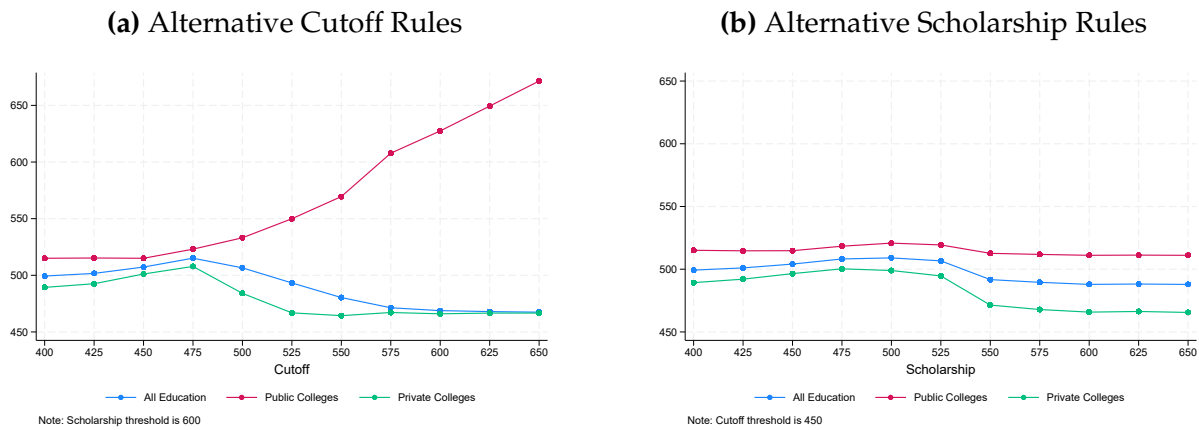 (a) Alternative Cutoff Rules
650
600
550
500
450
400 425 450 475 500 525 550 575 600 625 650
Cutoff
All Education Public Colleges Private Colleges
Note: Scholarship threshold is 600
(b) Alternative Scholarship Rules
650
600
550
500
450
400 425 450 475 500 525 550 575 600 625 650
Scholarship
All Education Public Colleges Private Colleges
Note: Cutoff threshold is 450